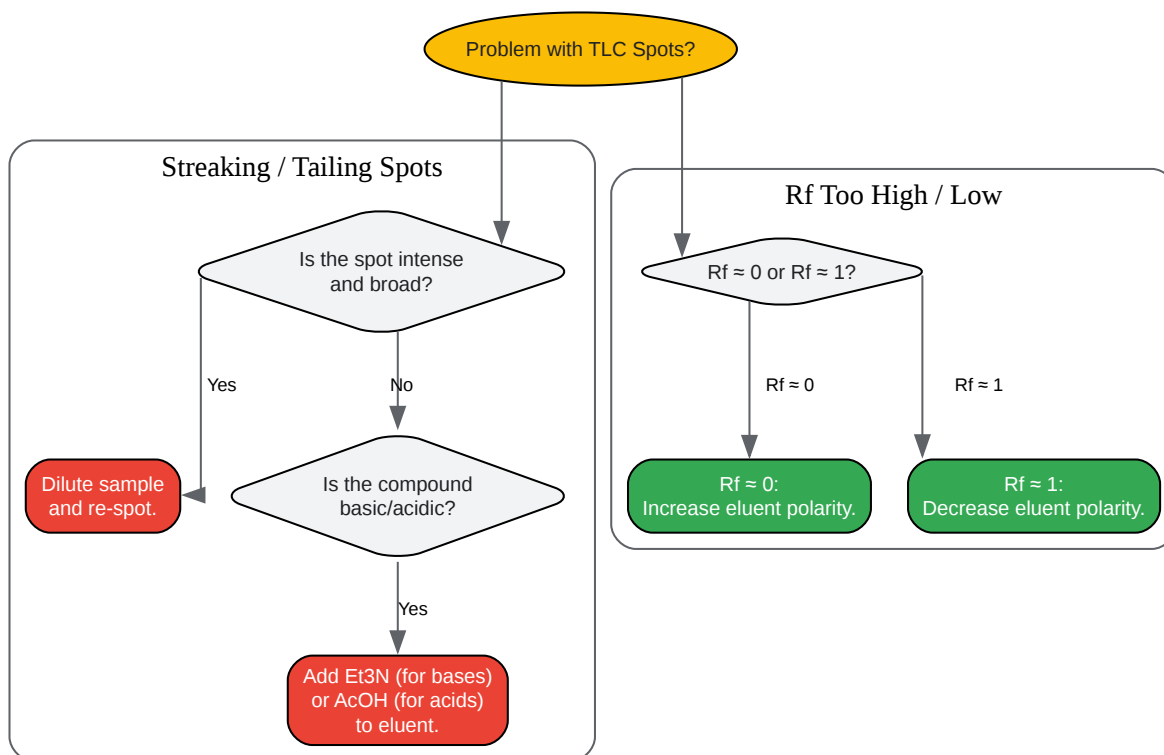 Problem with TLC Spots?
Streaking / Tailing Spots
Is the spot intense
and broad?
Yes
No
Dilute sample
and re-spot.
Is the compound
basic/acidic?
Yes
Add Et3N (for bases)
or AcOH (for acids)
to eluent.
Rf Too High / Low
Rf ≈ 0 or Rf ≈ 1?
Rf ≈ 0
Rf ≈ 1
Rf ≈ 0:
Increase eluent polarity.
Rf ≈ 1:
Decrease eluent polarity.